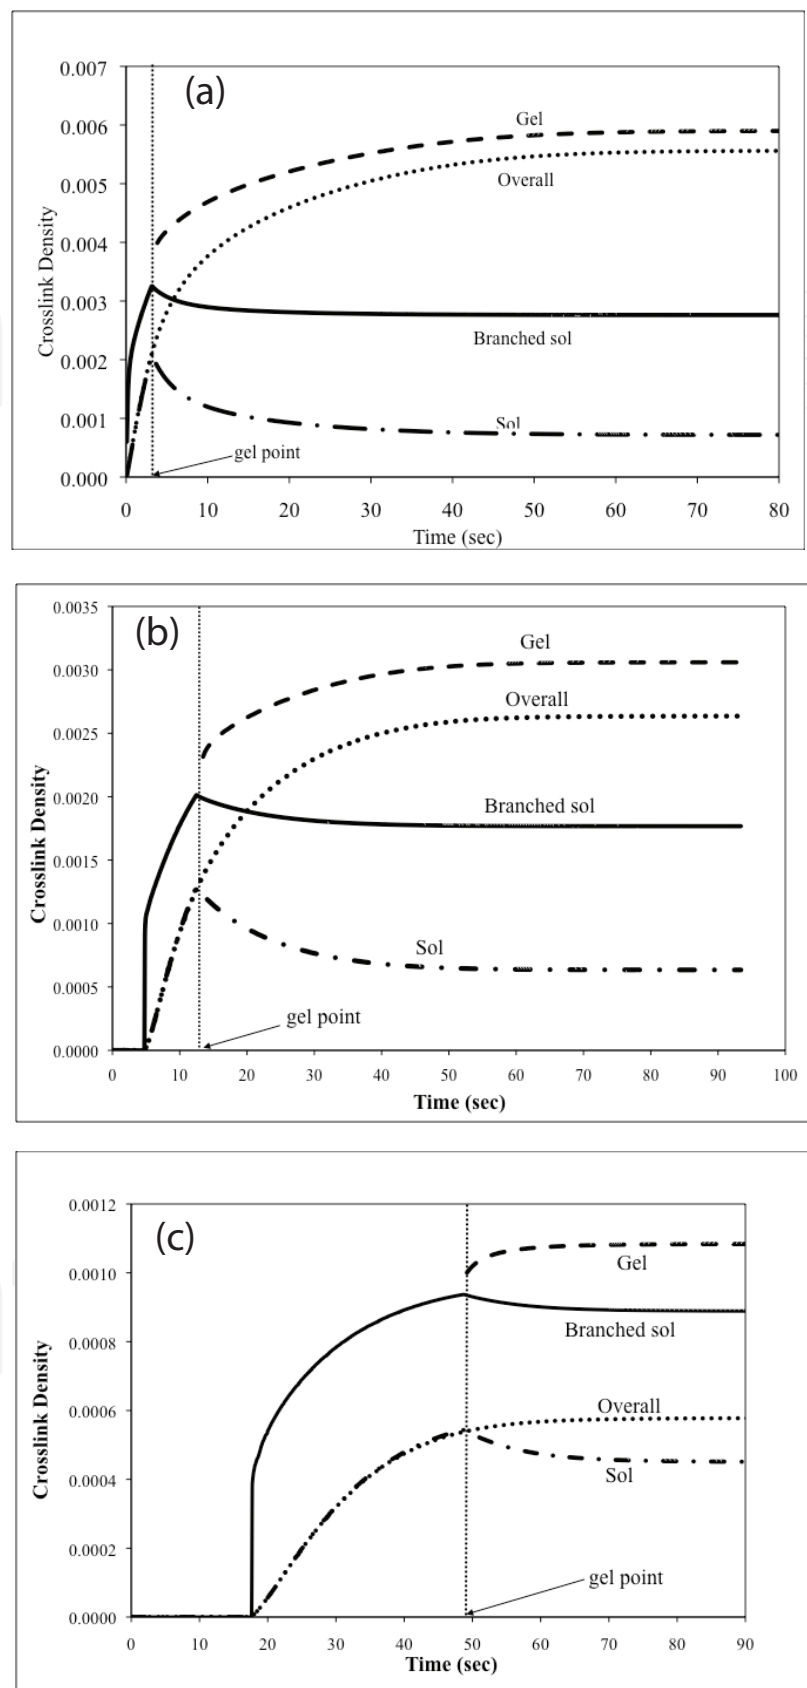 (a)
0.007
0.006
0.005
0.004
0.003
0.002
0.001
0.000
Crosslink Density
Gel
Overall
Branched sol
Sol
gel point
0 10 20 30 40 50 60 70 80
Time (sec)
(b)
0.0035
0.0030
0.0025
0.0020
0.0015
0.0010
0.0005
0.0000
Crosslink Density
Gel
Overall
Branched sol
Sol
gel point
0 10 20 30 40 50 60 70 80 90 100
Time (sec)
(c)
0.0012
0.0010
0.0008
0.0006
0.0004
0.0002
0.0000
Crosslink Density
Gel
Branched sol
Overall
Sol
gel point
0 10 20 30 40 50 60 70 80 90
Time (sec)